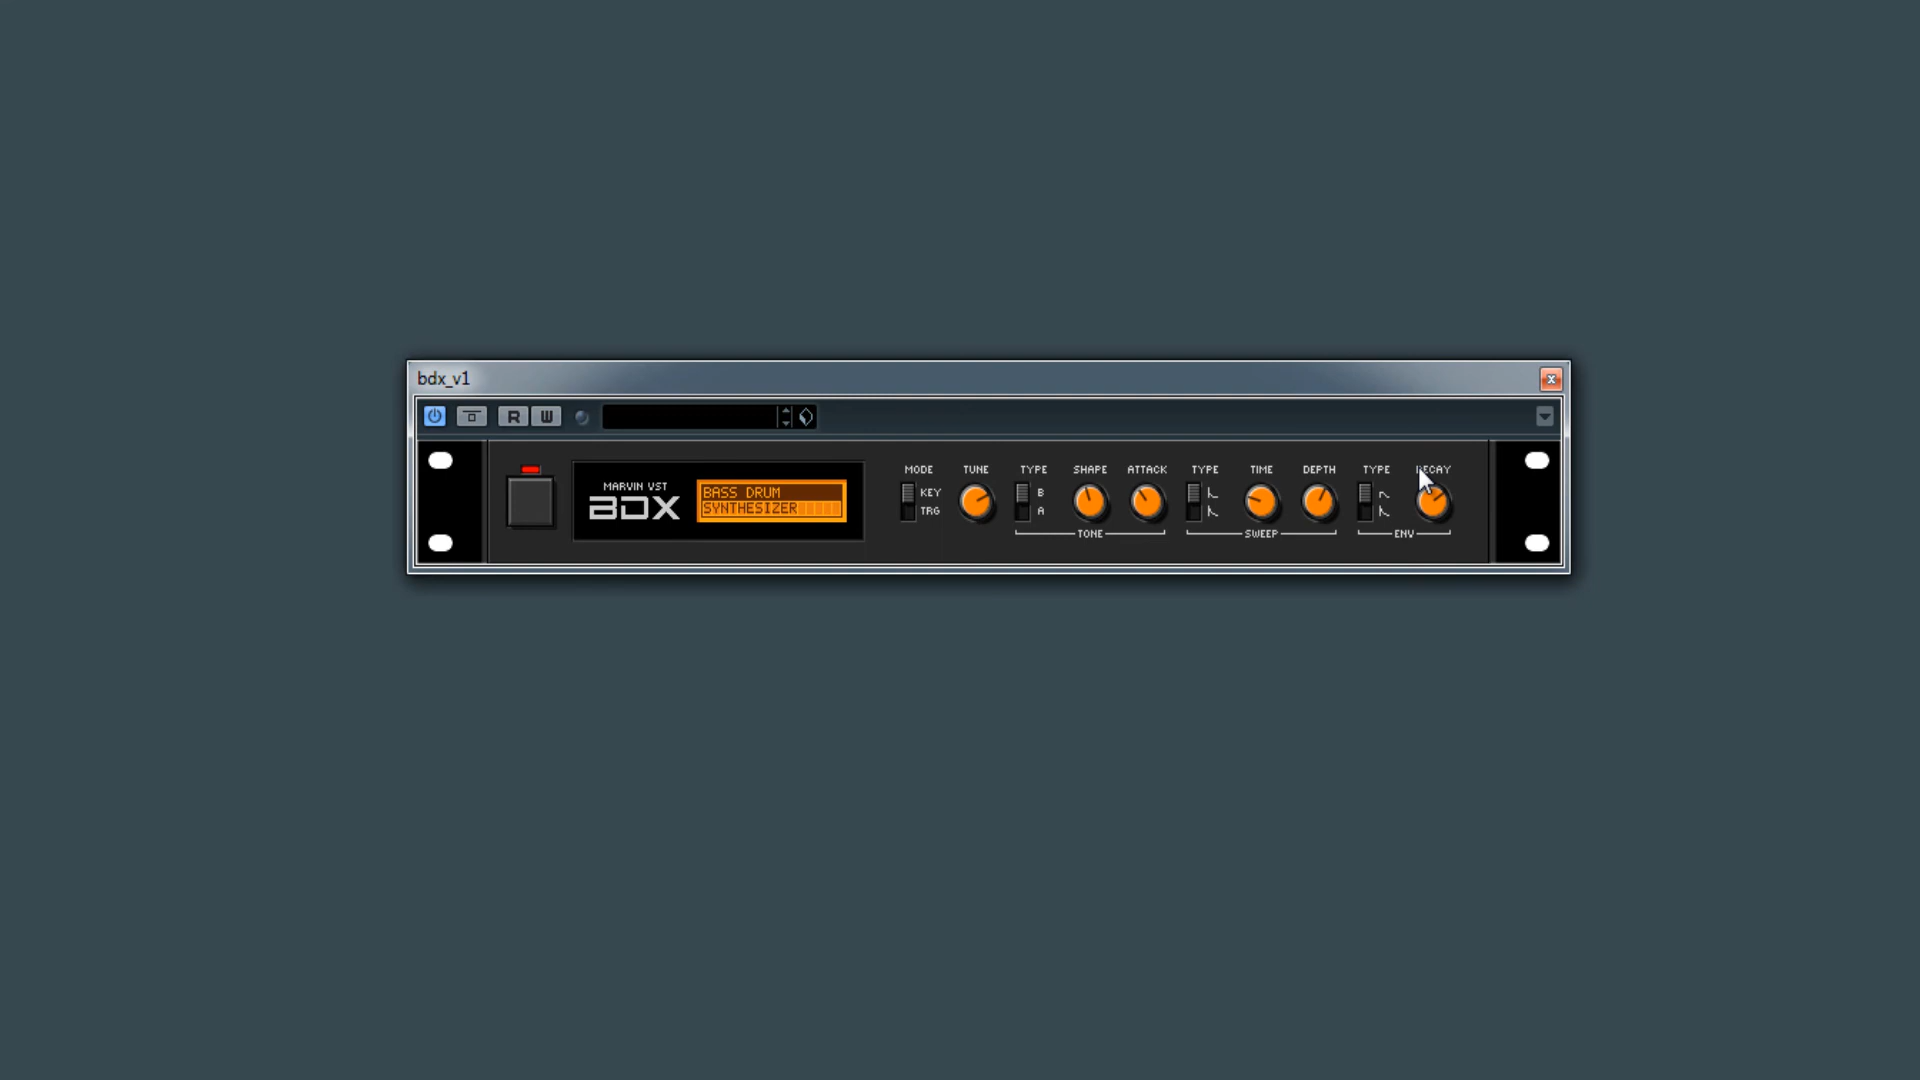 bdx_v1
R W
MARVIN VST
BDX
BASS DRUM
SYNTHESIZER
MODE TUNE TYPE SHAPE ATTACK TYPE TIME DEPTH TYPE DECAY
KEY B
TRG A
TONE SWEEP ENV